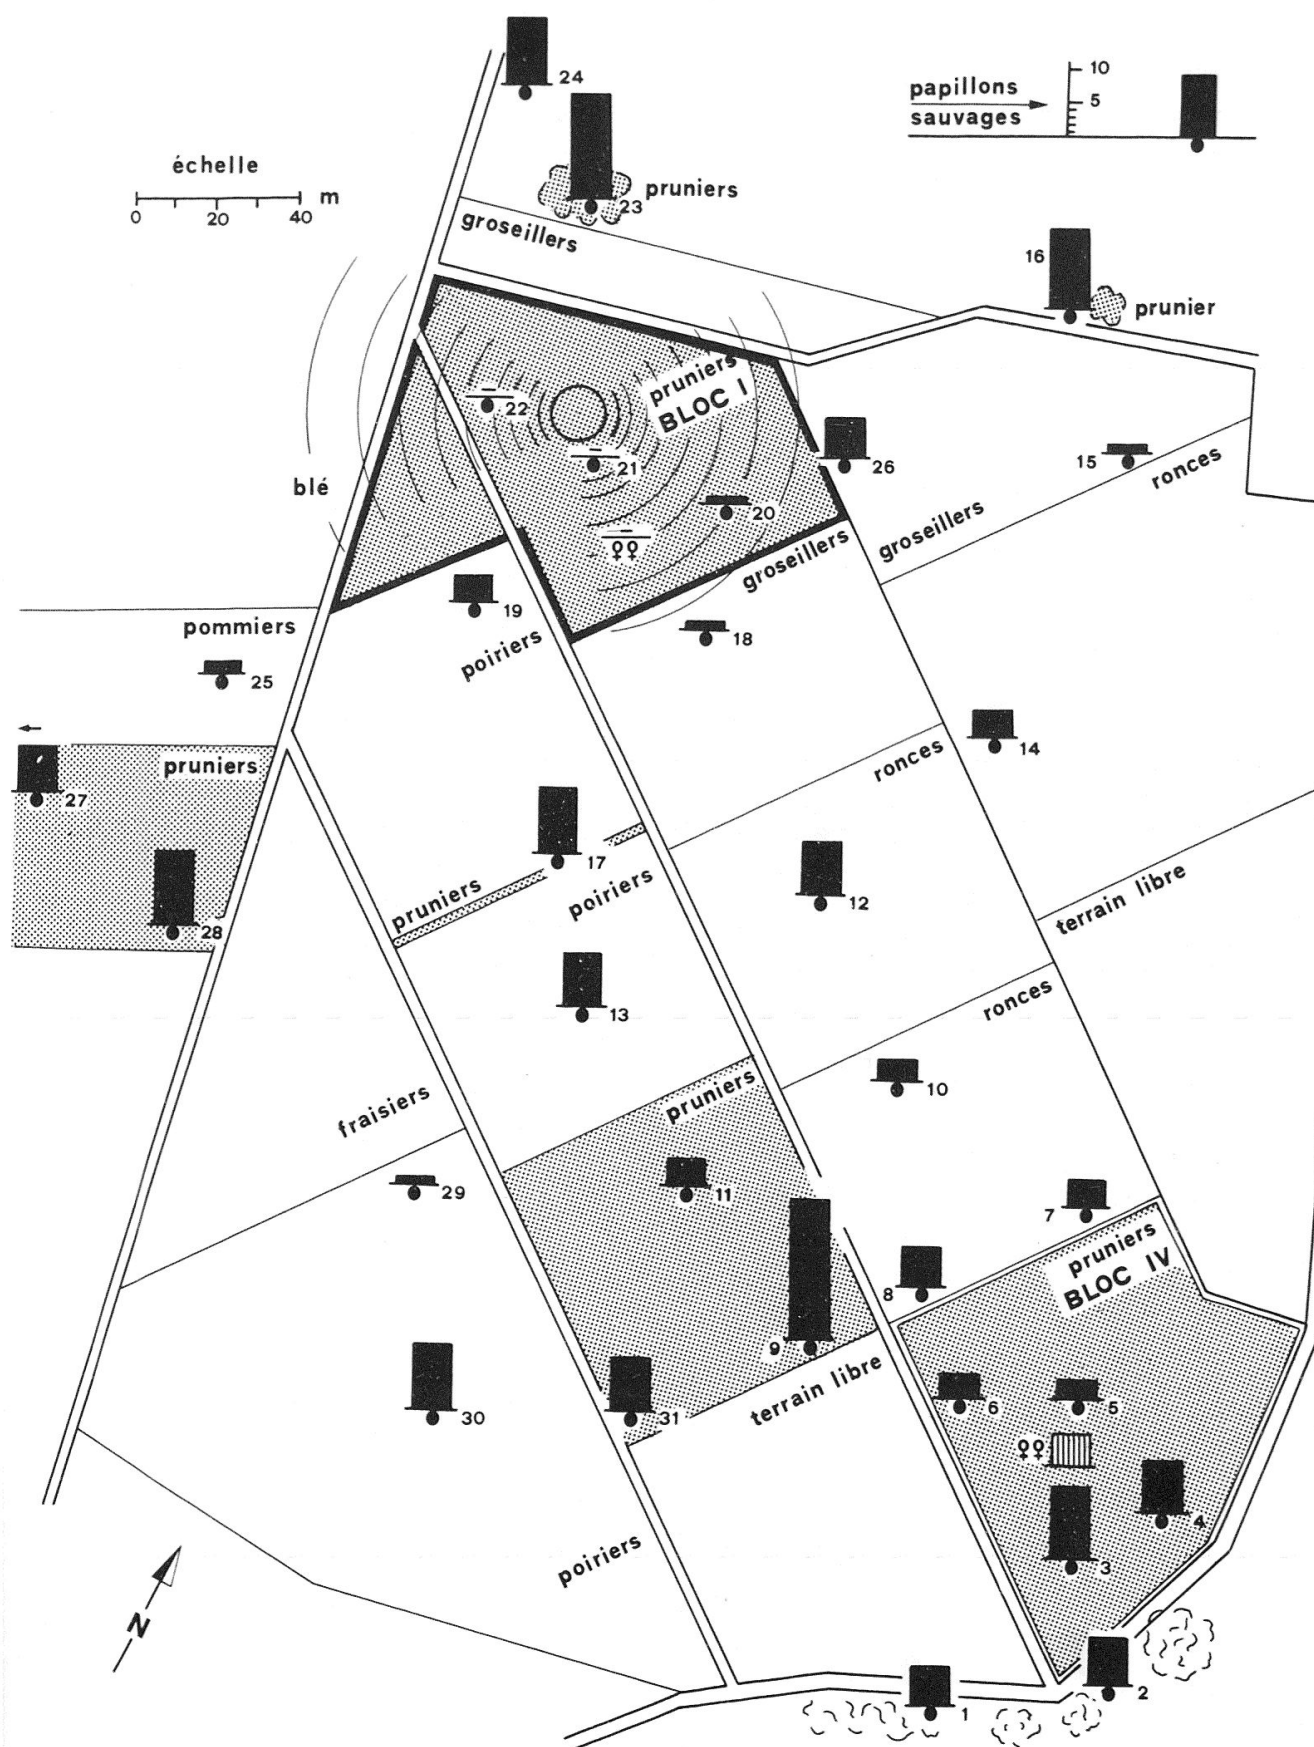 24
10
papillons
5
sauvages
échelle
m
0 20 40
pruniers
23
groseillers
16
prunier
pruniers
BLOC I
22
26
21
15
ronces
blé
20
♀♀
groseillers
groseillers
19
18
pommiers
poiriers
25
14
ronces
pruniers
27
17
pruniers
poiriers
12
terrain libre
28
13
ronces
10
pruniers
fraisiers
11
29
7
pruniers
BLOC IV
8
9
terrain libre
6
5
30
31
♀♀
4
3
poiriers
N
2
1